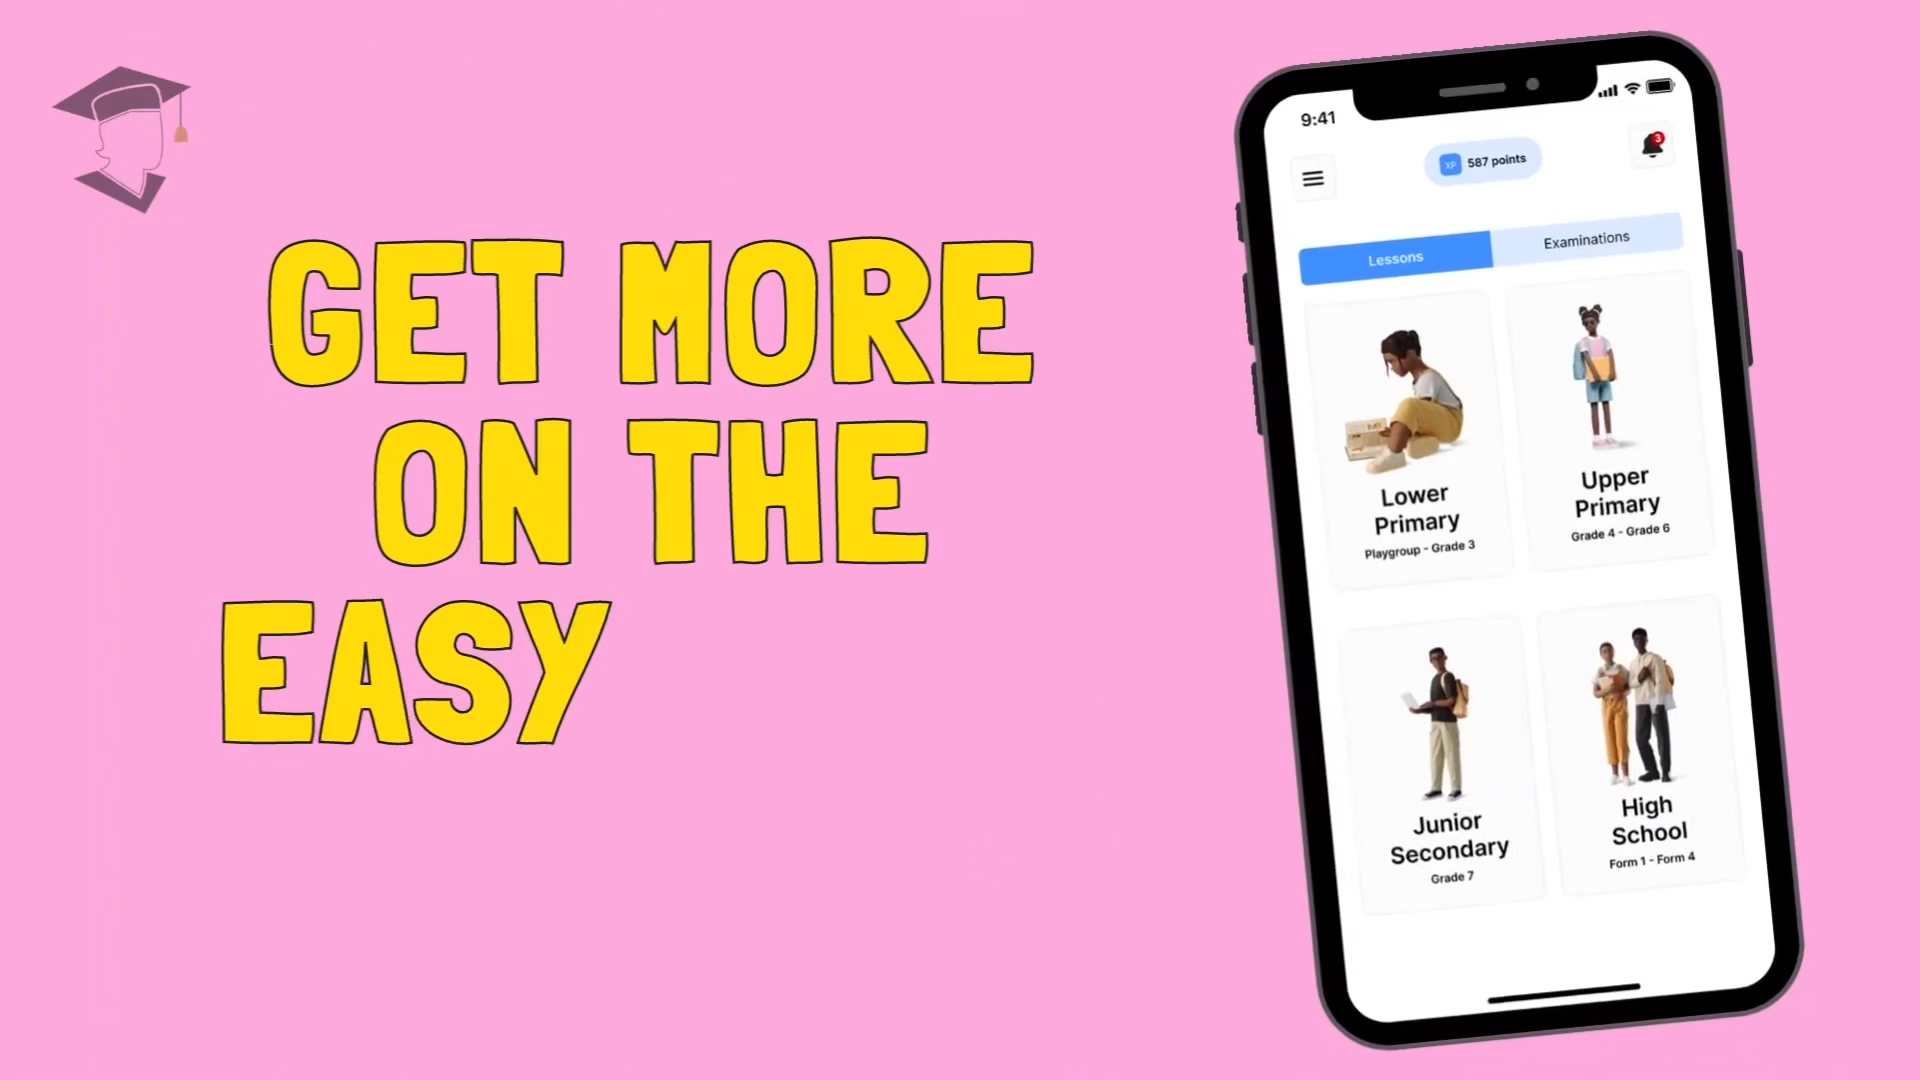 GET MORE
ON THE
EASY
9:41
XP 587 points
3
Lessons
Examinations
Lower
Primary
Playgroup - Grade 3
Upper
Primary
Grade 4 - Grade 6
Junior
Secondary
Grade 7
High
School
Form 1 - Form 4